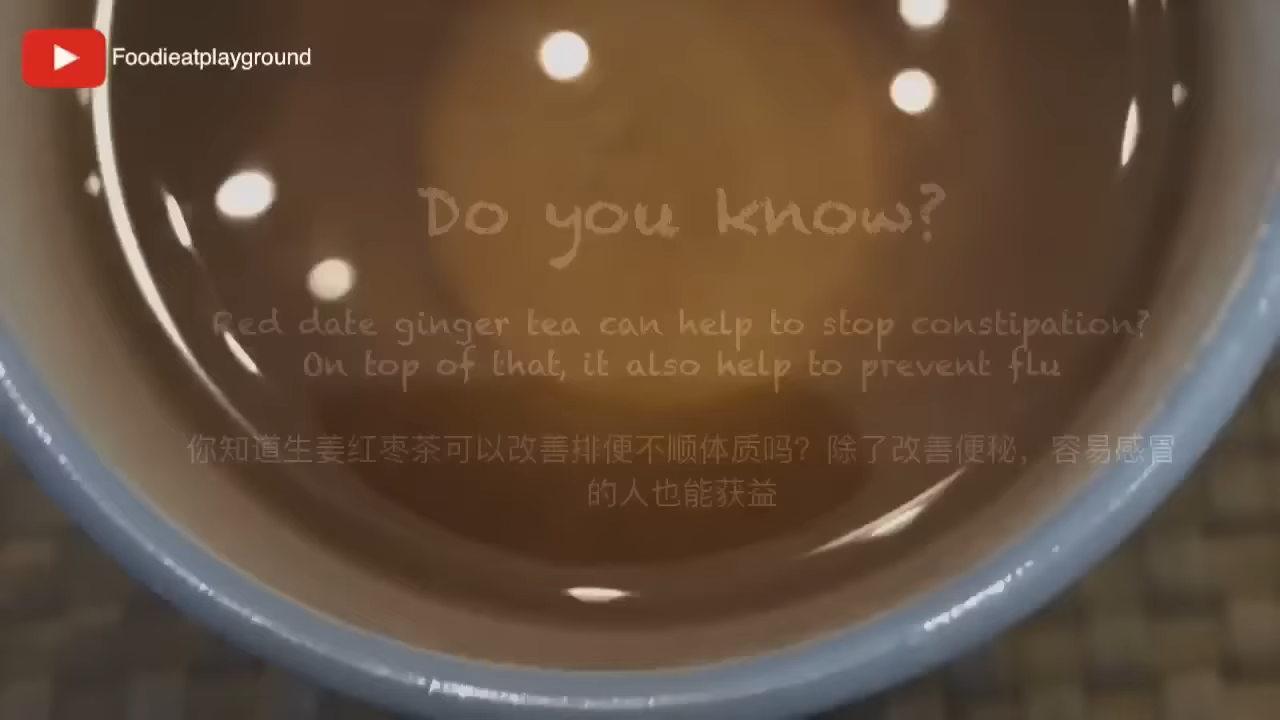 Foodieatplayground
Do you know?
Red date ginger tea can help to stop constipation?
On top of that, it also help to prevent flu
你知道生姜红枣茶可以改善排便不顺体质吗？除了改善便秘，容易感冒
的人也能获益